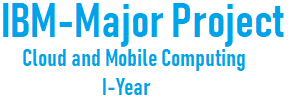 IBM-Major Project
Cloud and Mobile Computing
I-Year